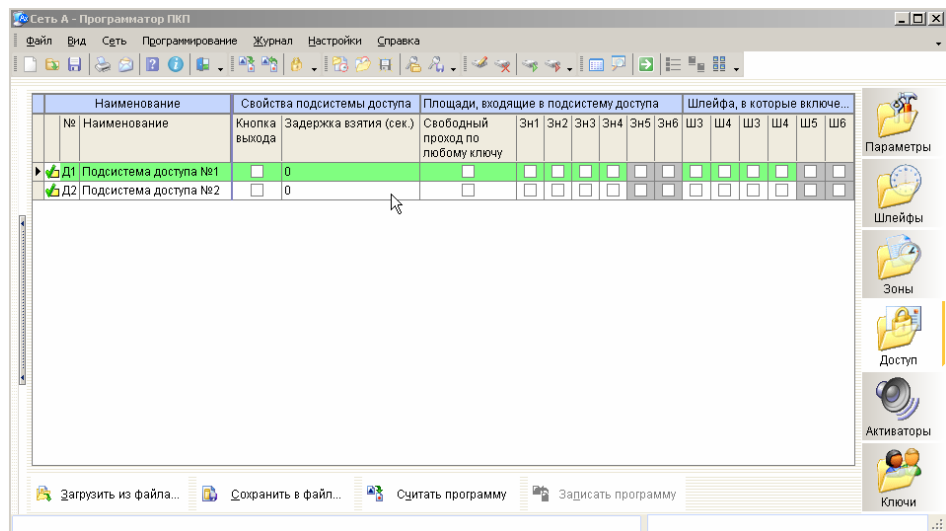 Сеть А - Программатор ПКП
Файл Вид Сеть Программирование Журнал Настройки Справка
Наименование Свойства подсистемы доступа Площади, входящие в подсистему доступа Шлейфа, в которые включе...
№ Наименование Кнопка выхода Задержка взятия (сек.) Свободный проход по любому ключу Зн1 Зн2 Зн3 Зн4 Зн5 Зн6 Ш3 Ш4 Ш3 Ш4 Ш5 Ш6
Д1 Подсистема доступа №1 0
Д2 Подсистема доступа №2 0
Параметры
Шлейфы
Зоны
Доступ
Активаторы
Ключи
Загрузить из файла... Сохранить в файл... Считать программу Записать программу